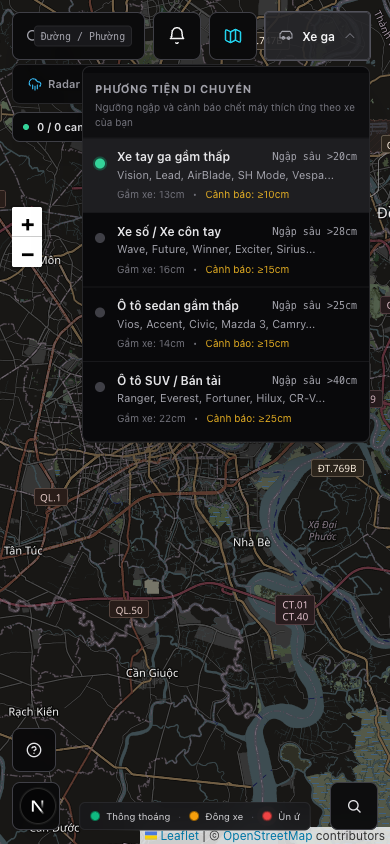 Đường / Phường
Xe ga
Radar
0 / 0 cam
PHƯƠNG TIỆN DI CHUYỂN
Ngưỡng ngập và cảnh báo chết máy thích ứng theo xe
của bạn
Xe tay ga gầm thấp Ngập sâu >20cm
Vision, Lead, AirBlade, SH Mode, Vespa...
Gầm xe: 13cm • Cảnh báo: ≥10cm
Xe số / Xe côn tay Ngập sâu >28cm
Wave, Future, Winner, Exciter, Sirius...
Gầm xe: 16cm • Cảnh báo: ≥15cm
Ô tô sedan gầm thấp Ngập sâu >25cm
Vios, Accent, Civic, Mazda 3, Camry...
Gầm xe: 14cm • Cảnh báo: ≥15cm
Ô tô SUV / Bán tải Ngập sâu >40cm
Ranger, Everest, Fortuner, Hilux, CR-V...
Gầm xe: 22cm • Cảnh báo: ≥25cm
+
−
Môn
ĐT.769B
QL.1
Xã Đại
Phước
Nhà Bè
Tân Túc
QL.50
CT.01
CT.40
Cần Giuộc
Rạch Kiến
N
Cần Đước
Thông thoáng Đông xe Ùn ứ
Leaflet | © OpenStreetMap contributors